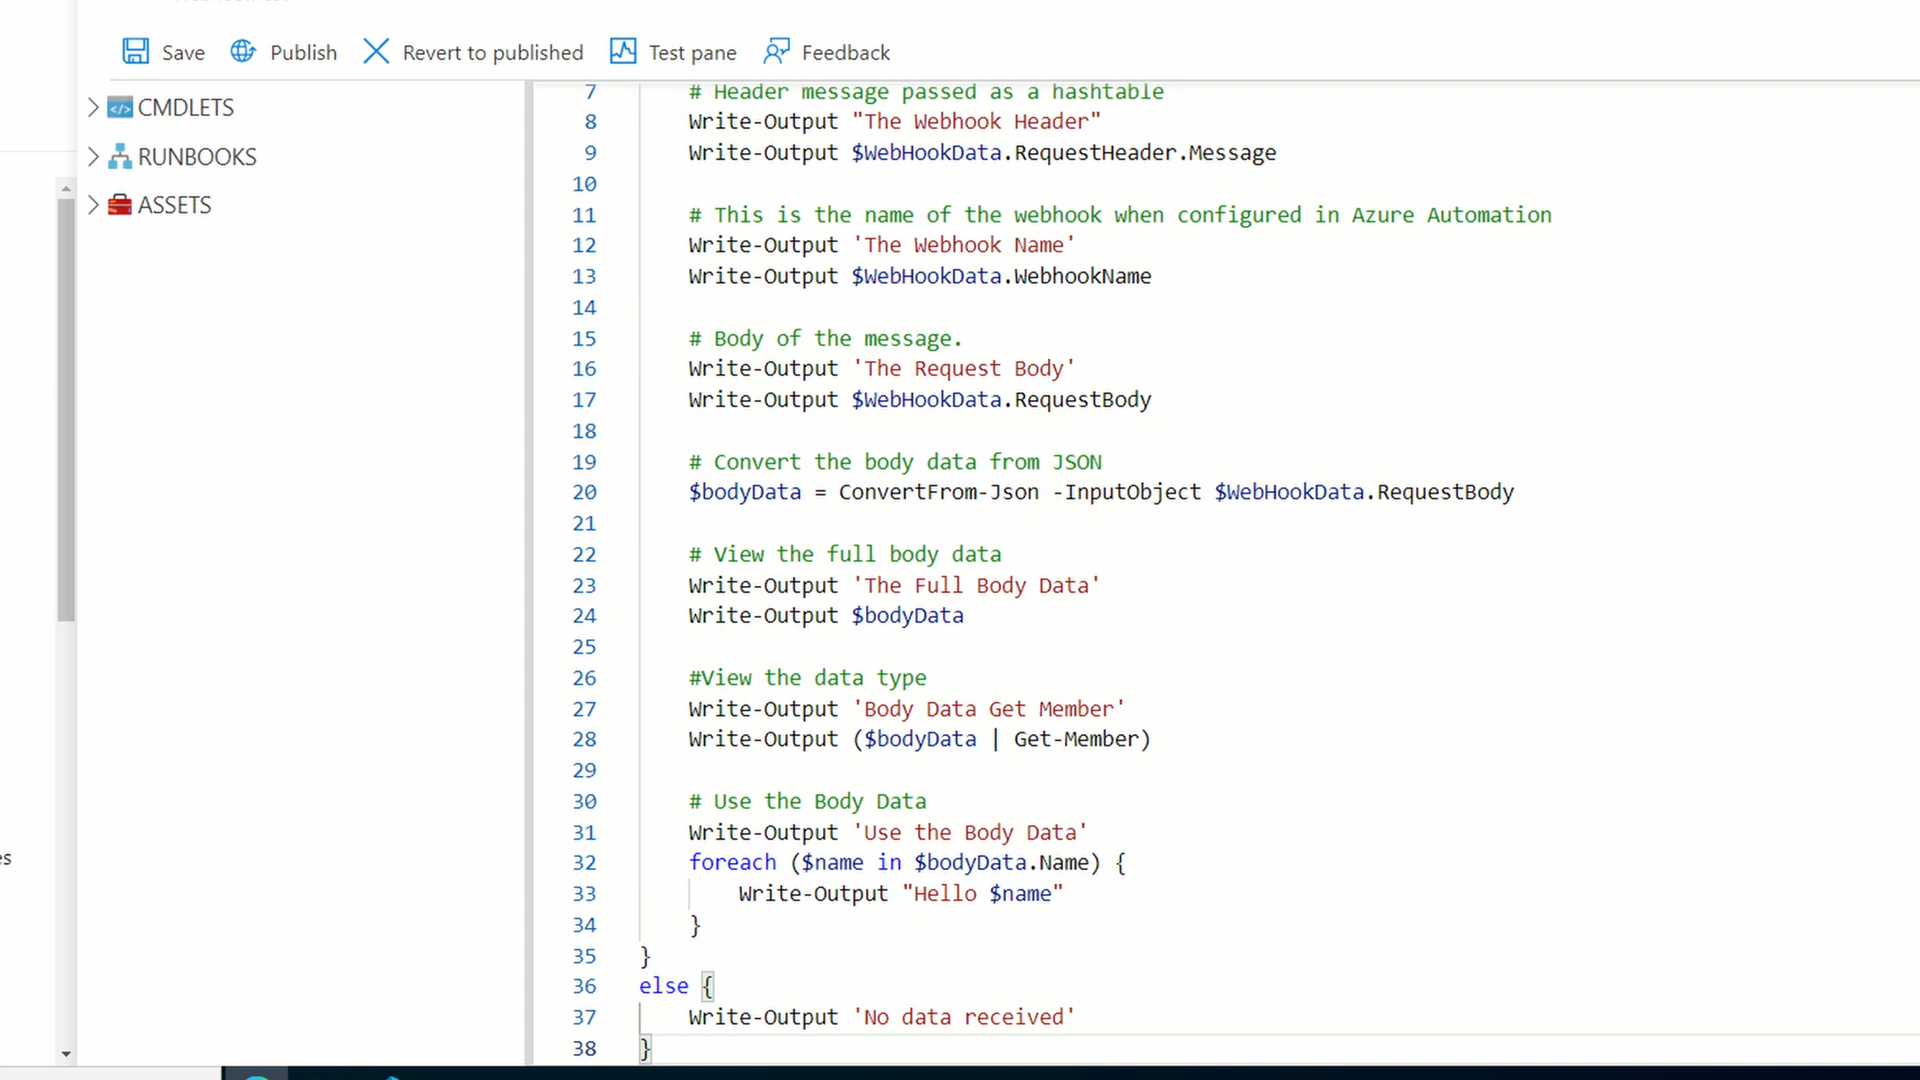 Save Publish Revert to published Test pane Feedback
CMDLETS
RUNBOOKS
ASSETS
es
7 # Header message passed as a hashtable
8 Write-Output "The Webhook Header"
9 Write-Output $WebHookData.RequestHeader.Message
10
11 # This is the name of the webhook when configured in Azure Automation
12 Write-Output 'The Webhook Name'
13 Write-Output $WebHookData.WebhookName
14
15 # Body of the message.
16 Write-Output 'The Request Body'
17 Write-Output $WebHookData.RequestBody
18
19 # Convert the body data from JSON
20 $bodyData = ConvertFrom-Json -InputObject $WebHookData.RequestBody
21
22 # View the full body data
23 Write-Output 'The Full Body Data'
24 Write-Output $bodyData
25
26 #View the data type
27 Write-Output 'Body Data Get Member'
28 Write-Output ($bodyData | Get-Member)
29
30 # Use the Body Data
31 Write-Output 'Use the Body Data'
32 foreach ($name in $bodyData.Name) {
33 Write-Output "Hello $name"
34 }
35 }
36 else {
37 Write-Output 'No data received'
38 }